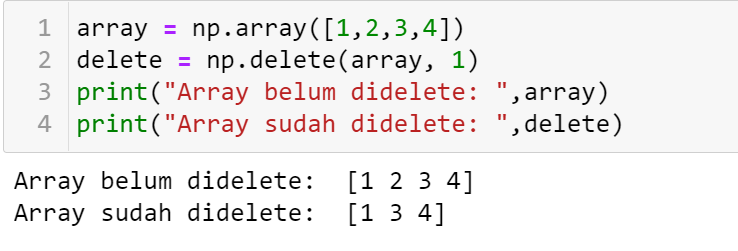 1 array = np.array([1,2,3,4])
2 delete = np.delete(array, 1)
3 print("Array belum didelete: ",array)
4 print("Array sudah didelete: ",delete)
Array belum didelete:  [1 2 3 4]
Array sudah didelete:  [1 3 4]